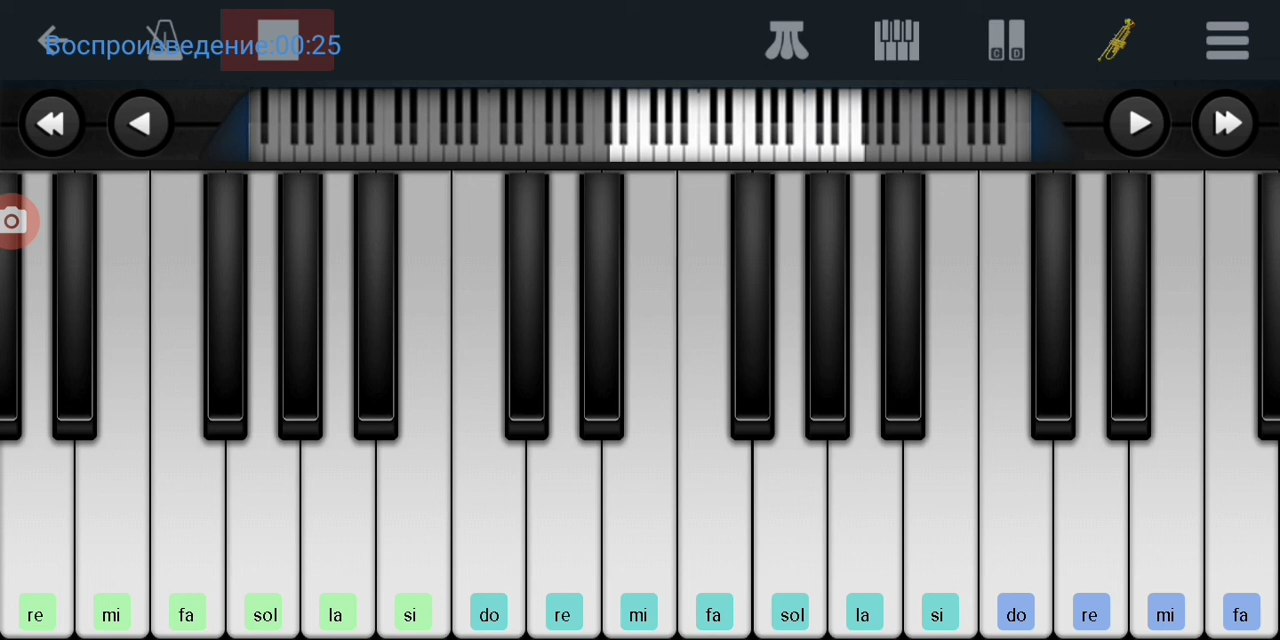 Воспроизведение:00:25
C D
re mi fa sol la si do re mi fa sol la si do re mi fa